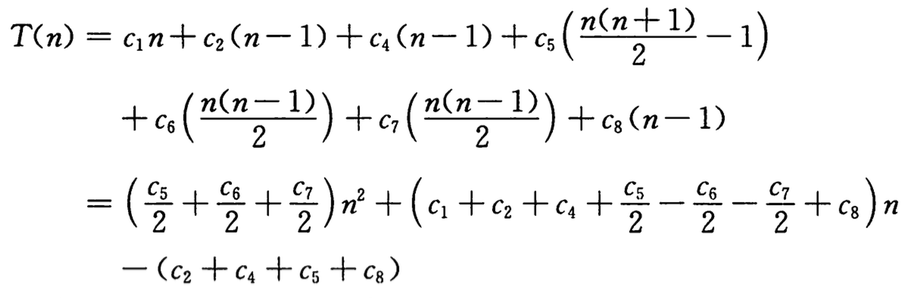 T(n) = c₁n + c₂(n−1) + c₄(n−1) + c₅(n(n+1)/2 − 1)
+ c₆(n(n−1)/2) + c₇(n(n−1)/2) + c₈(n−1)
= (c₅/2 + c₆/2 + c₇/2)n² + (c₁ + c₂ + c₄ + c₅/2 − c₆/2 − c₇/2 + c₈)n
− (c₂ + c₄ + c₅ + c₈)